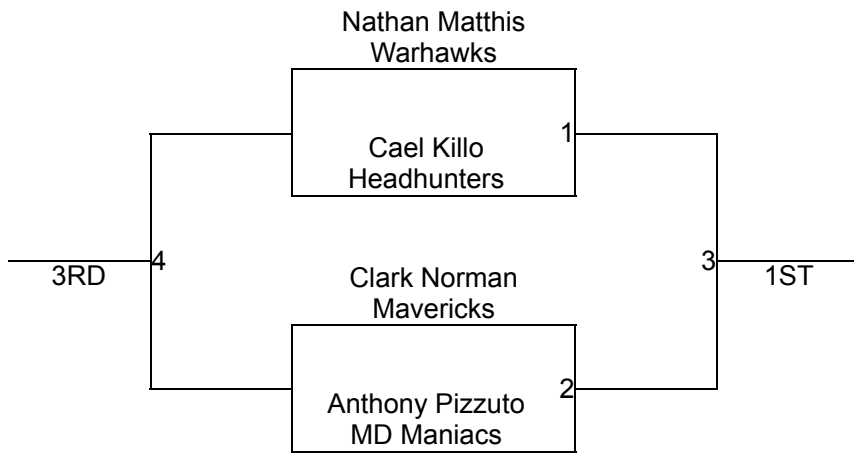 Nathan Matthis
Warhawks
1
Cael Killo
Headhunters
3RD
4
3
1ST
Clark Norman
Mavericks
2
Anthony Pizzuto
MD Maniacs